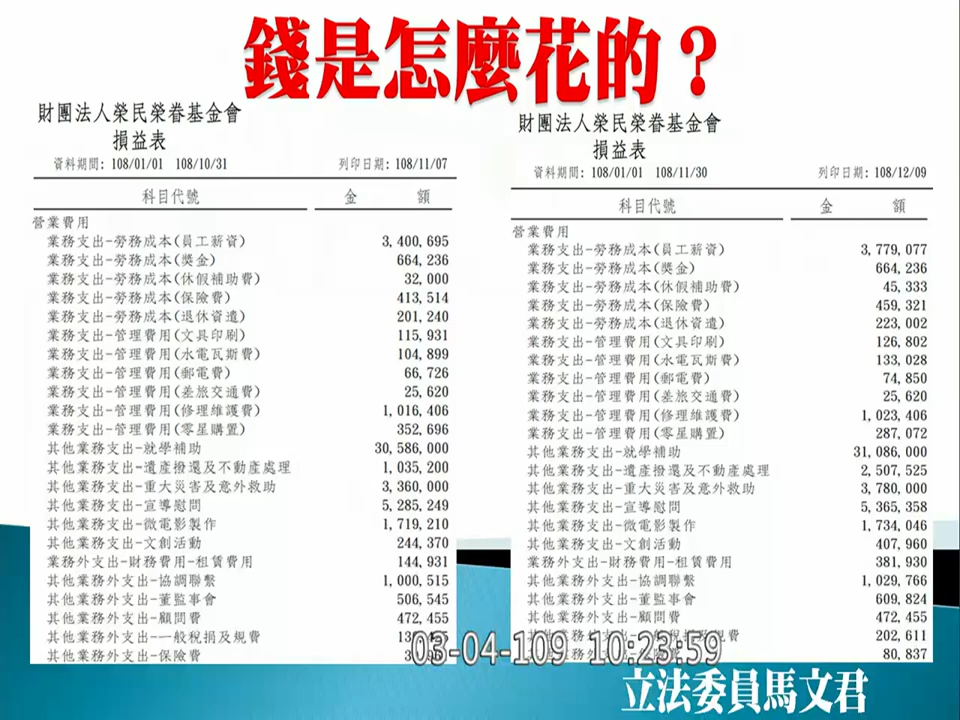 錢是怎麼花的？
財團法人榮民榮眷基金會
損益表
資料期間: 108/01/01 108/10/31 列印日期: 108/11/07
科目代號 金 額
營業費用
業務支出-勞務成本(員工薪資) 3,400,695
業務支出-勞務成本(獎金) 664,236
業務支出-勞務成本(休假補助費) 32,000
業務支出-勞務成本(保險費) 413,514
業務支出-勞務成本(退休資遣) 201,240
業務支出-管理費用(文具印刷) 115,931
業務支出-管理費用(水電瓦斯費) 104,899
業務支出-管理費用(郵電費) 66,726
業務支出-管理費用(差旅交通費) 25,620
業務支出-管理費用(修理維護費) 1,016,406
業務支出-管理費用(零星購置) 352,696
其他業務支出-就學補助 30,586,000
其他業務支出-遺產撥還及不動產處理 1,035,200
其他業務支出-重大災害及意外救助 3,360,000
其他業務支出-宣導慰問 5,285,249
其他業務支出-微電影製作 1,719,210
其他業務支出-文創活動 244,370
業務外支出-財務費用-租賃費用 144,931
其他業務外支出-協調聯繫 1,000,515
其他業務外支出-董監事會 506,545
其他業務外支出-顧問費 472,455
其他業務外支出-一般稅捐及規費
其他業務外支出-保險費
財團法人榮民榮眷基金會
損益表
資料期間: 108/01/01 108/11/30 列印日期: 108/12/09
科目代號 金 額
營業費用
業務支出-勞務成本(員工薪資) 3,779,077
業務支出-勞務成本(獎金) 664,236
業務支出-勞務成本(休假補助費) 45,333
業務支出-勞務成本(保險費) 459,321
業務支出-勞務成本(退休資遣) 223,002
業務支出-管理費用(文具印刷) 126,802
業務支出-管理費用(水電瓦斯費) 133,028
業務支出-管理費用(郵電費) 74,850
業務支出-管理費用(差旅交通費) 25,620
業務支出-管理費用(修理維護費) 1,023,406
業務支出-管理費用(零星購置) 287,072
其他業務支出-就學補助 31,086,000
其他業務支出-遺產撥還及不動產處理 2,507,525
其他業務支出-重大災害及意外救助 3,780,000
其他業務支出-宣導慰問 5,365,358
其他業務支出-微電影製作 1,734,046
其他業務支出-文創活動 407,960
業務外支出-財務費用-租賃費用 381,930
其他業務外支出-協調聯繫 1,029,766
其他業務外支出-董監事會 609,824
其他業務外支出-顧問費 472,455
稅捐及規費 202,611
80,837
03-04-109 10:23:59
立法委員馬文君